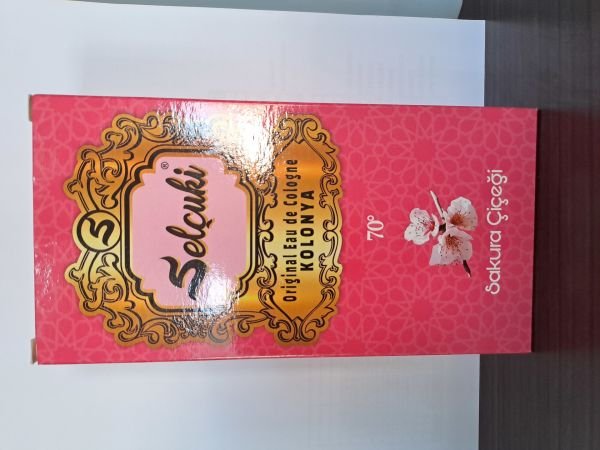 Selçuki®
Original Eau de Cologne
KOLONYA
70°
Sakura Çiçeği